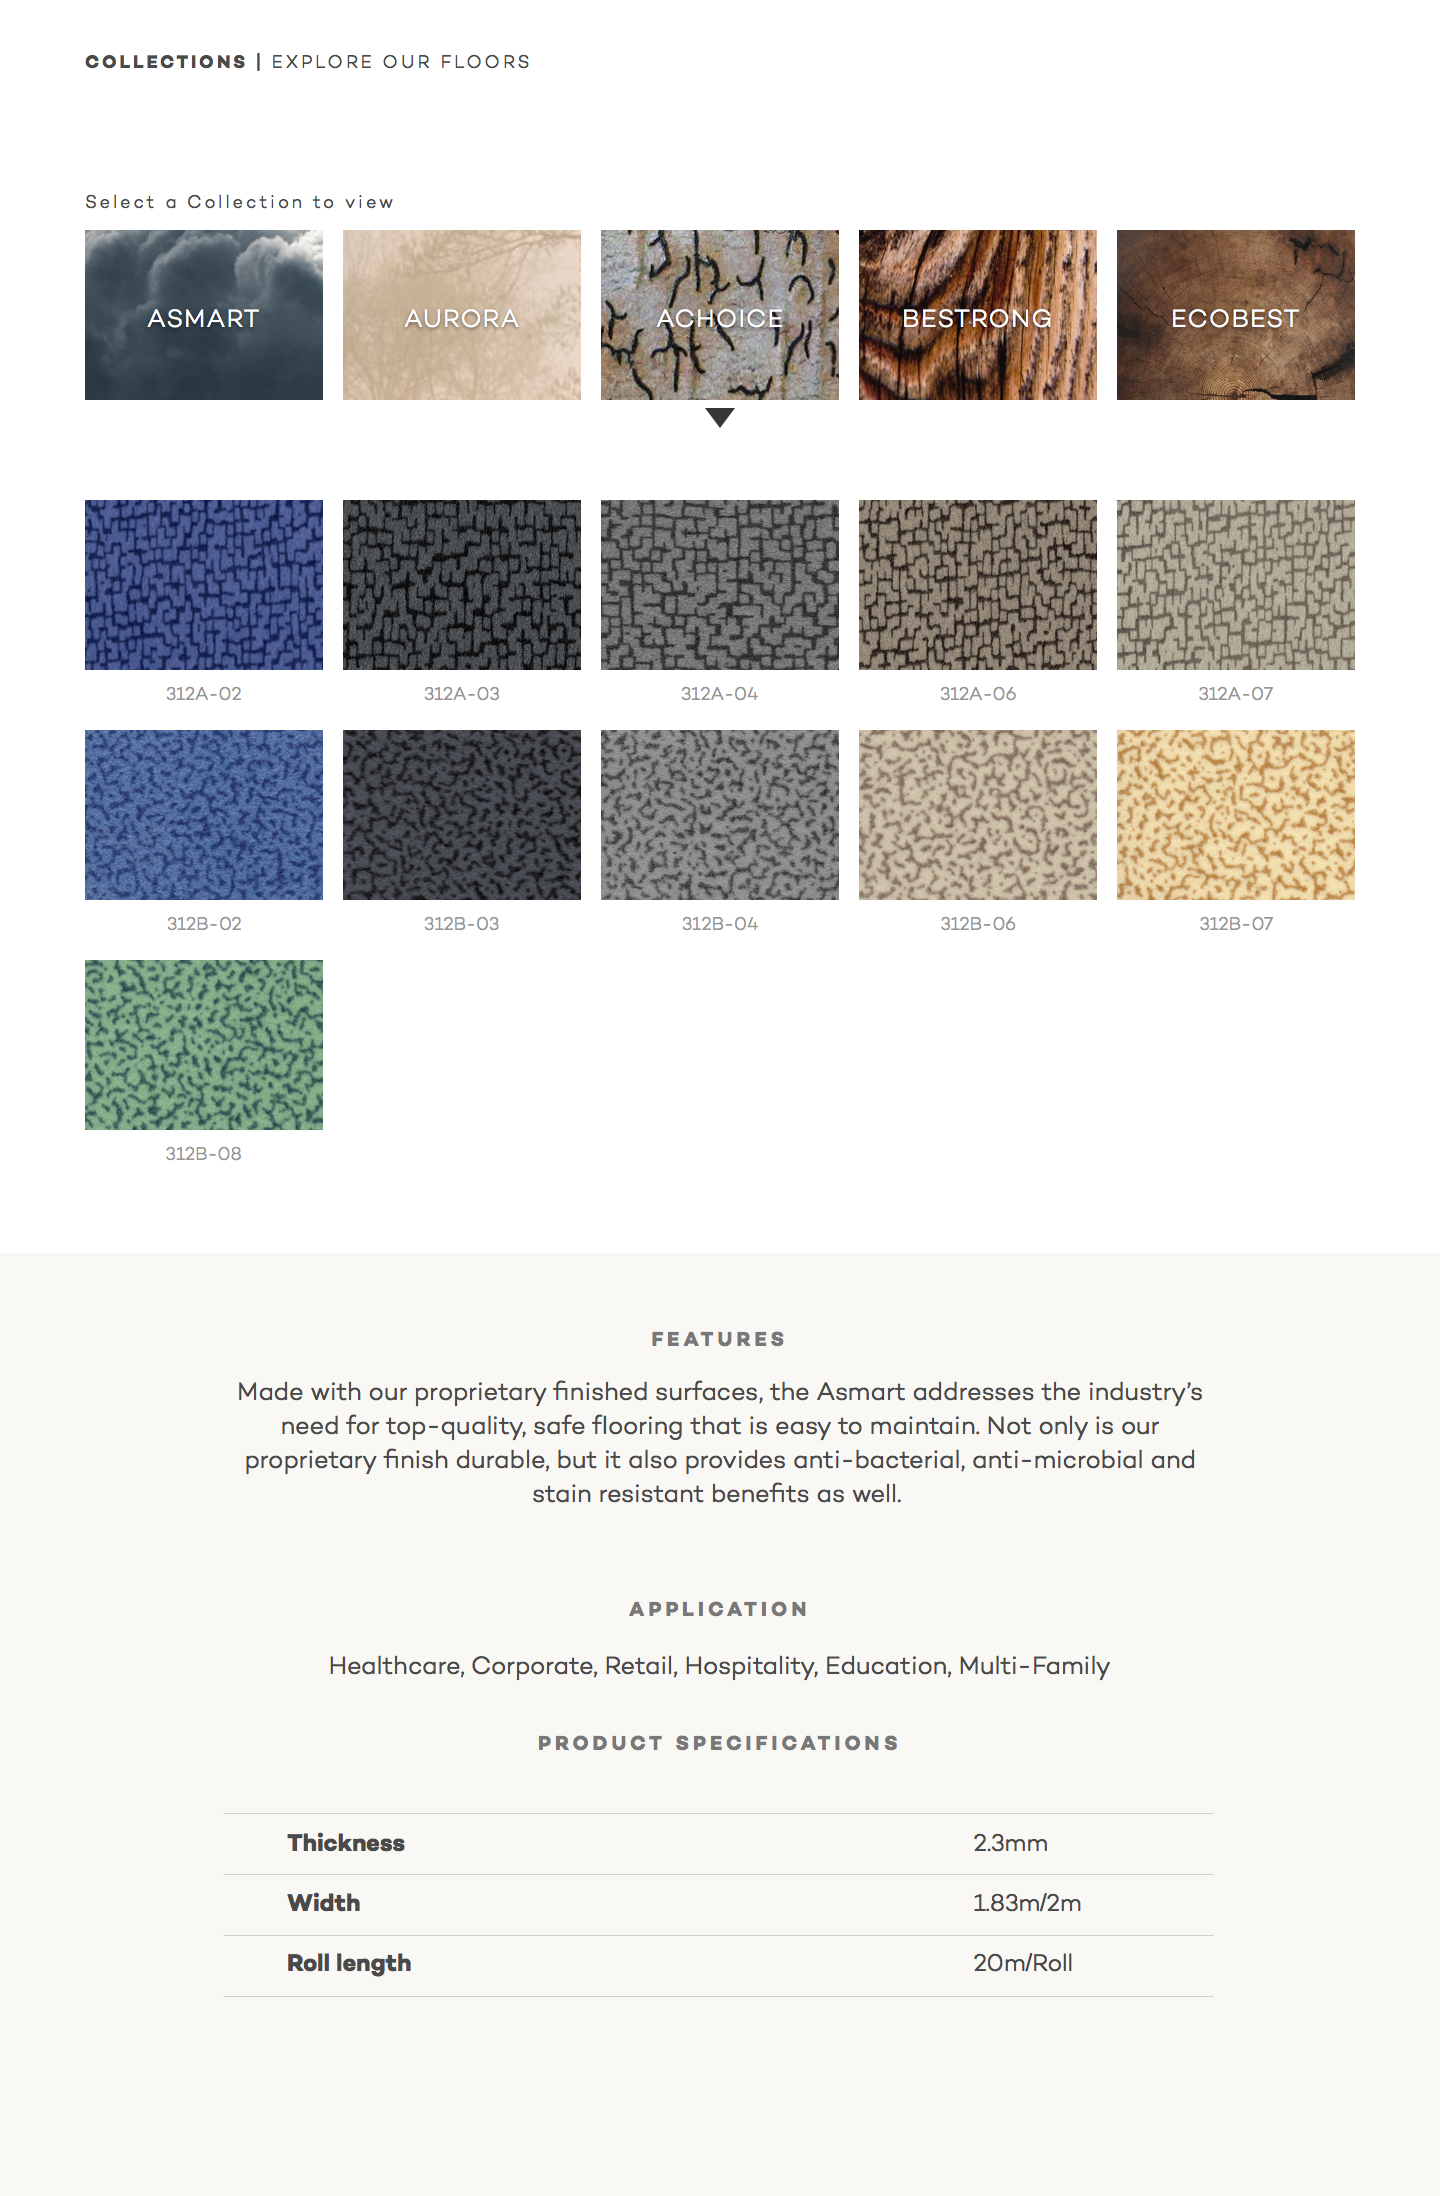 COLLECTIONS | EXPLORE OUR FLOORS
Select a Collection to view
ASMART AURORA ACHOICE BESTRONG ECOBEST
312A-02 312A-03 312A-04 312A-06 312A-07
312B-02 312B-03 312B-04 312B-06 312B-07
312B-08
FEATURES
Made with our proprietary finished surfaces, the Asmart addresses the industry’s
need for top-quality, safe flooring that is easy to maintain. Not only is our
proprietary finish durable, but it also provides anti-bacterial, anti-microbial and
stain resistant benefits as well.
APPLICATION
Healthcare, Corporate, Retail, Hospitality, Education, Multi-Family
PRODUCT SPECIFICATIONS
Thickness 2.3mm
Width 1.83m/2m
Roll length 20m/Roll